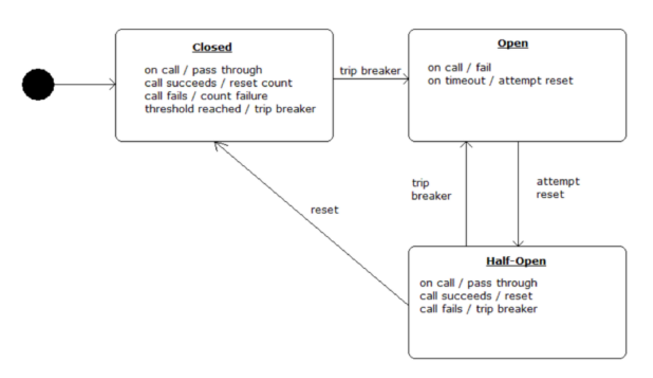 Closed
on call / pass through
call succeeds / reset count
call fails / count failure
threshold reached / trip breaker
trip breaker
Open
on call / fail
on timeout / attempt reset
trip
breaker
attempt
reset
reset
Half-Open
on call / pass through
call succeeds / reset
call fails / trip breaker